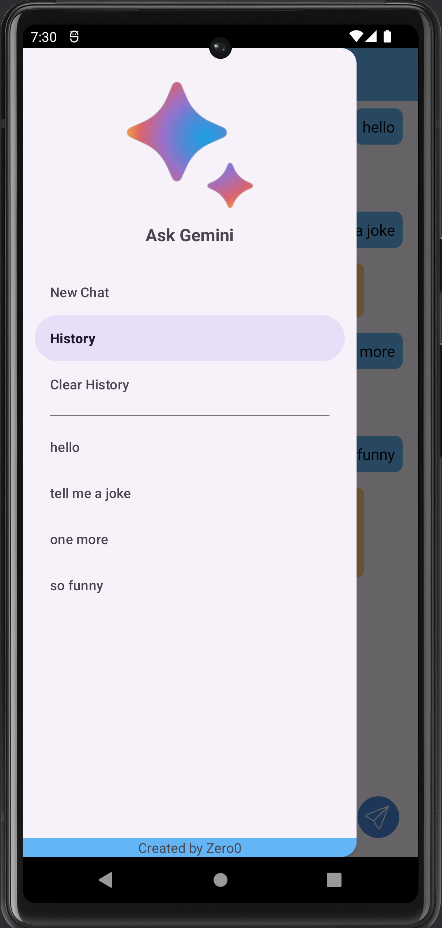 7:30
hello
a joke
more
funny
Ask Gemini
New Chat
History
Clear History
hello
tell me a joke
one more
so funny
Created by Zer0